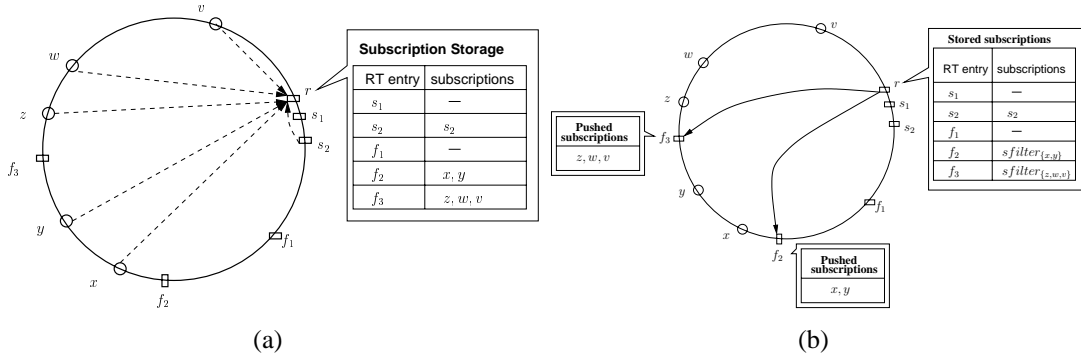 v
w
z
f₃
y
x
f₂
f₁
s₂
s₁
r
Subscription Storage
RT entry subscriptions
s₁ —
s₂ s₂
f₁ —
f₂ x, y
f₃ z, w, v
(a)
v
w
z
f₃
y
x
f₂
f₁
s₂
s₁
r
Pushed
subscriptions
z, w, v
Pushed
subscriptions
x, y
Stored subscriptions
RT entry subscriptions
s₁ —
s₂ s₂
f₁ —
f₂ sfilter{x,y}
f₃ sfilter{z,w,v}
(b)